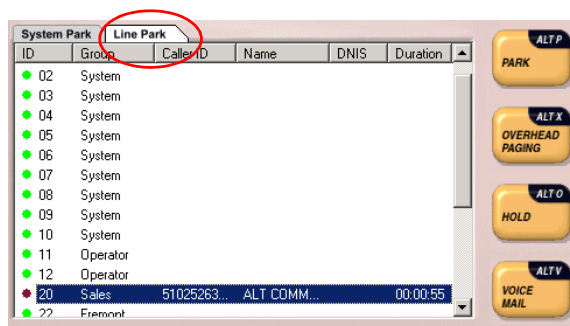 System Park Line Park
ID Group Caller ID Name DNIS Duration
02 System
03 System
04 System
05 System
06 System
07 System
08 System
09 System
10 System
11 Operator
12 Operator
20 Sales 51025263... ALT COMM... 00:00:55
22 Fremont
ALT P
PARK
ALT X
OVERHEAD
PAGING
ALT O
HOLD
ALT V
VOICE
MAIL